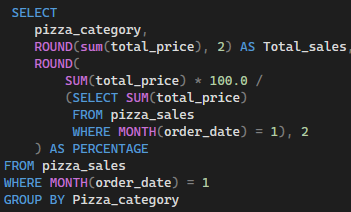 SELECT
pizza_category,
ROUND(sum(total_price), 2) AS Total_sales,
ROUND(
SUM(total_price) * 100.0 /
(SELECT SUM(total_price)
FROM pizza_sales
WHERE MONTH(order_date) = 1), 2
) AS PERCENTAGE
FROM pizza_sales
WHERE MONTH(order_date) = 1
GROUP BY Pizza_category